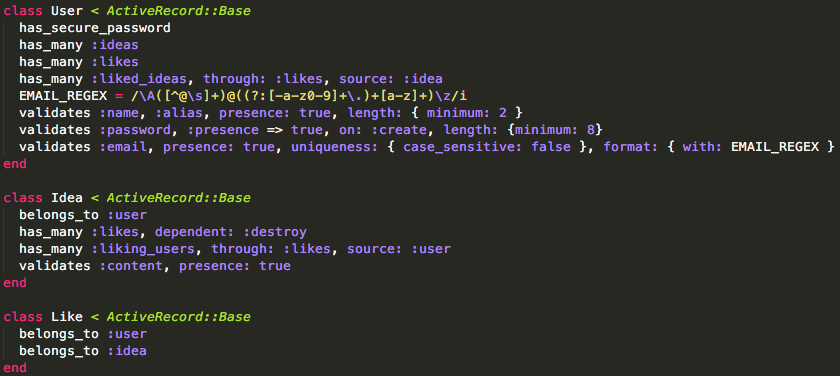 class User < ActiveRecord::Base
  has_secure_password
  has_many :ideas
  has_many :likes
  has_many :liked_ideas, through: :likes, source: :idea
  EMAIL_REGEX = /\A([^@\s]+)@((?:[-a-z0-9]+\.)+[a-z]+)\z/i
  validates :name, :alias, presence: true, length: { minimum: 2 }
  validates :password, :presence => true, on: :create, length: {minimum: 8}
  validates :email, presence: true, uniqueness: { case_sensitive: false }, format: { with: EMAIL_REGEX }
end

class Idea < ActiveRecord::Base
  belongs_to :user
  has_many :likes, dependent: :destroy
  has_many :liking_users, through: :likes, source: :user
  validates :content, presence: true
end

class Like < ActiveRecord::Base
  belongs_to :user
  belongs_to :idea
end